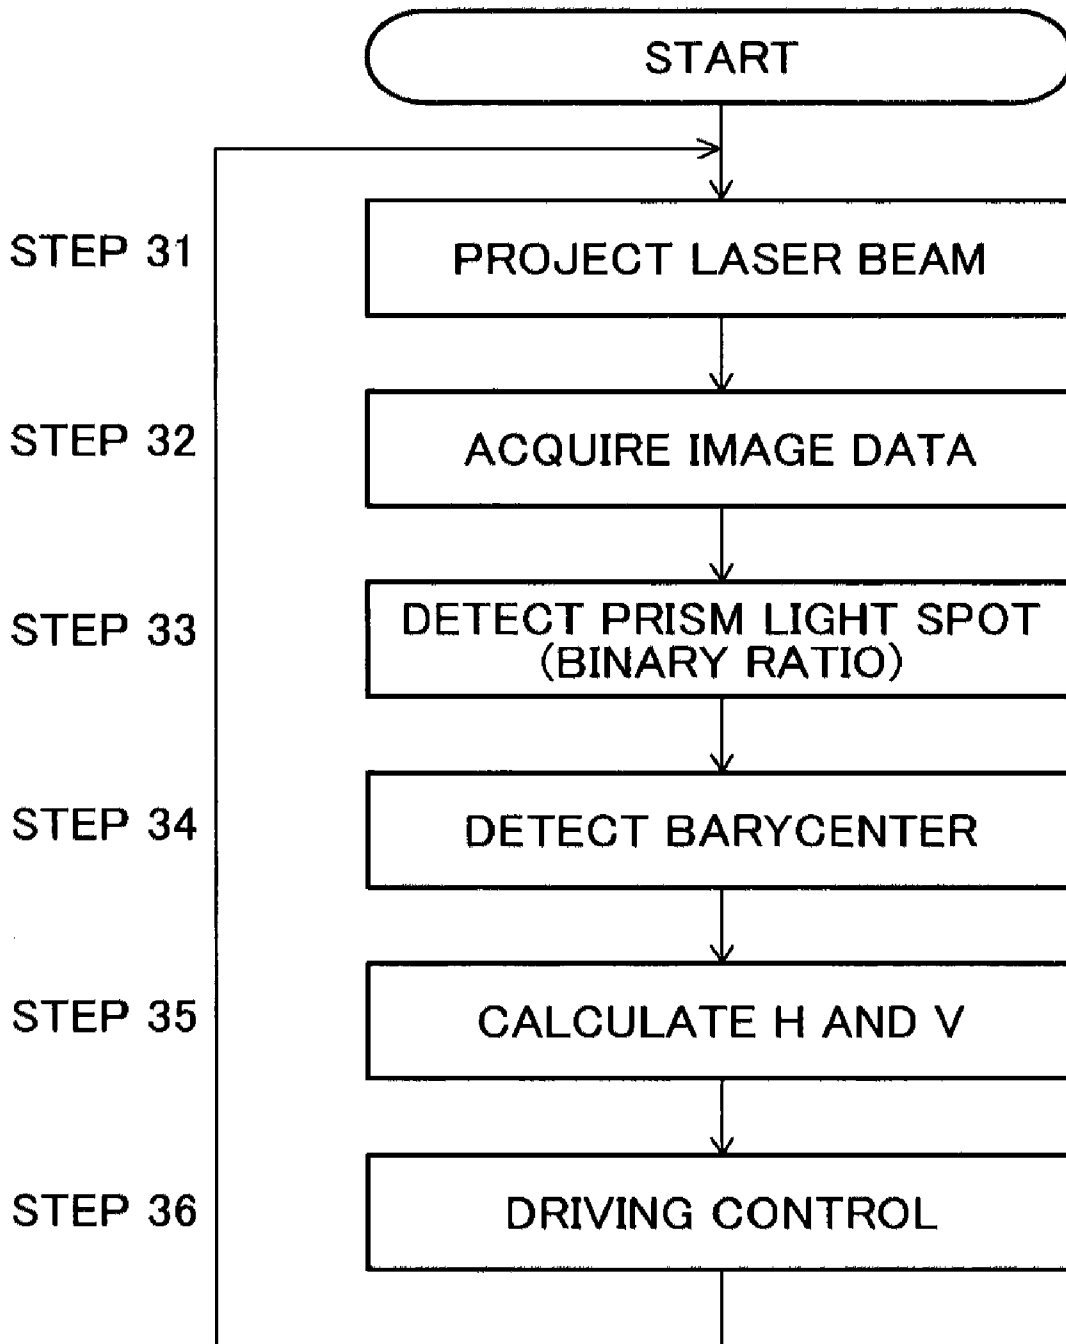 START
STEP 31
PROJECT LASER BEAM
STEP 32
ACQUIRE IMAGE DATA
STEP 33
DETECT PRISM LIGHT SPOT
(BINARY RATIO)
STEP 34
DETECT BARYCENTER
STEP 35
CALCULATE H AND V
STEP 36
DRIVING CONTROL